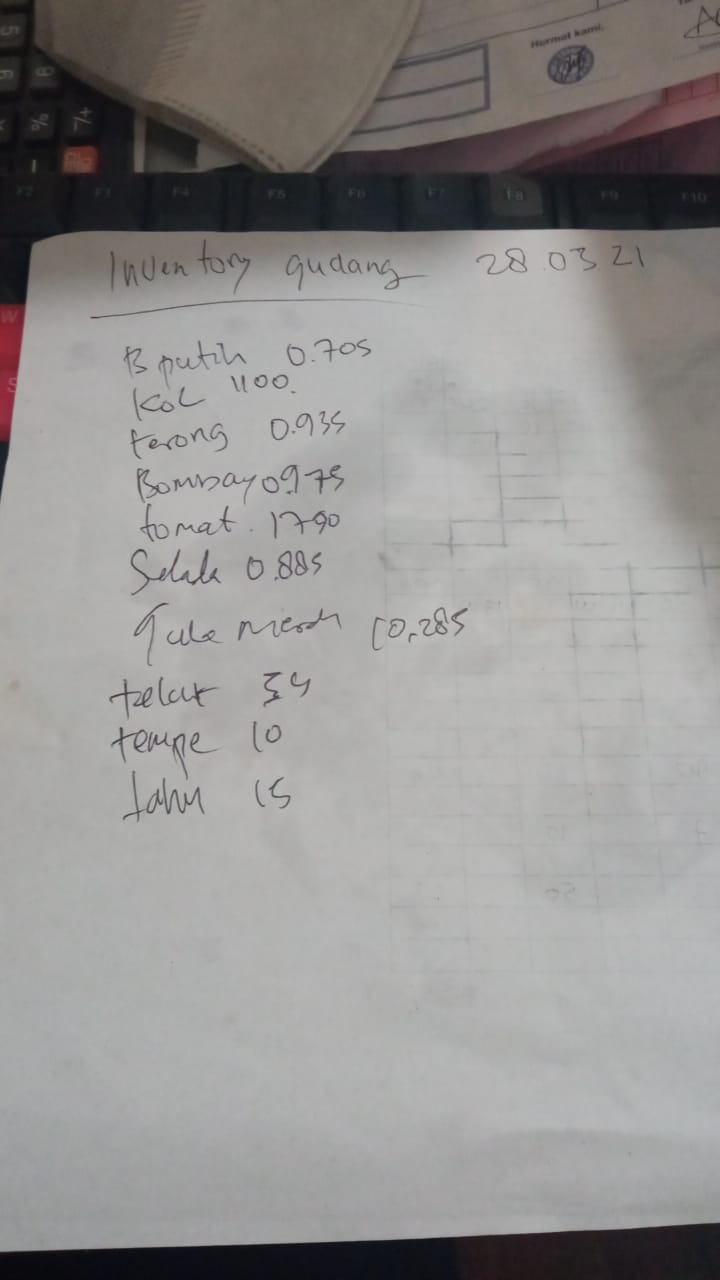 Hormat kami,
F2 F3 F4 F5 F6 F7 F8 F9 F10
Inventory gudang 28.03 21
B putih 0.705
Kol 1100.
terong 0.935
Bombay 0.975
tomat. 1790
Selada 0.885
Gula Merah 10,285
telur 34
tempe 10
tahu 15